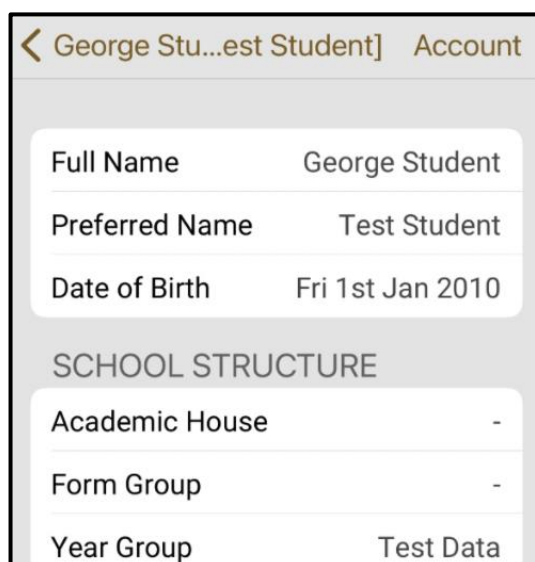 George Stu...est Student] Account
Full Name George Student
Preferred Name Test Student
Date of Birth Fri 1st Jan 2010
SCHOOL STRUCTURE
Academic House -
Form Group -
Year Group Test Data